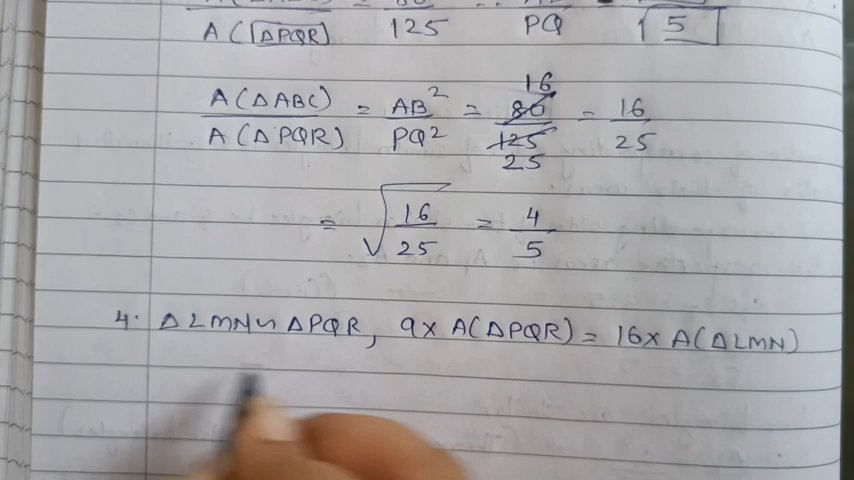 A(ΔPQR) 125 PQ 5
16
A(ΔABC) = AB² = 80 = 16
A(ΔPQR) PQ² 125 25
25
= √16/25 = 4/5
4. ΔLMN ~ ΔPQR, 9 x A(ΔPQR) = 16 x A(ΔLMN)